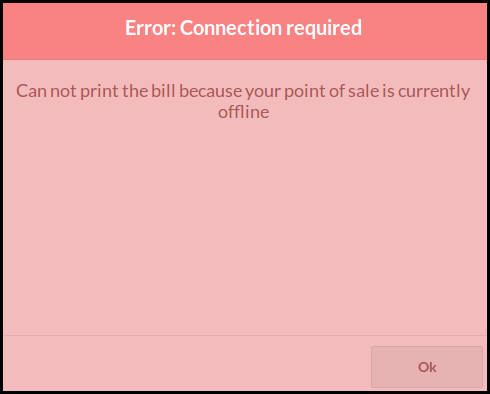 Error: Connection required
Can not print the bill because your point of sale is currently
offline
Ok